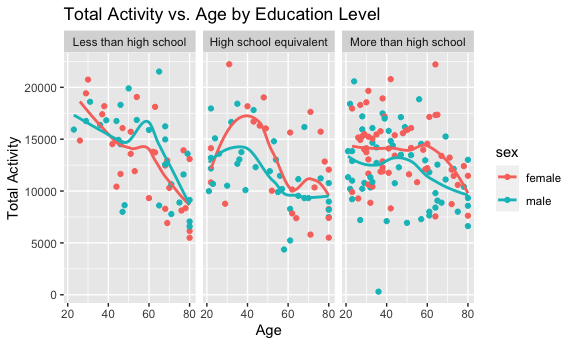 Total Activity vs. Age by Education Level
Less than high school
High school equivalent
More than high school
Total Activity
20000
15000
10000
5000
0
20 40 60 80 20 40 60 80 20 40 60 80
Age
sex
female
male